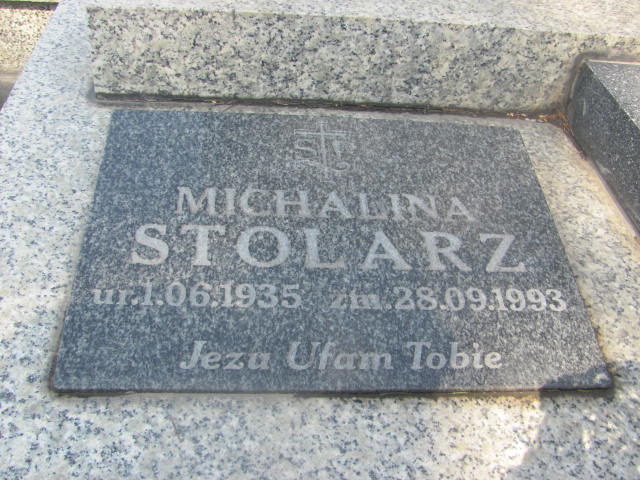 S P
MICHALINA
STOLARZ
ur.1.06.1935 zm.28.09.1993
Jezu Ufam Tobie